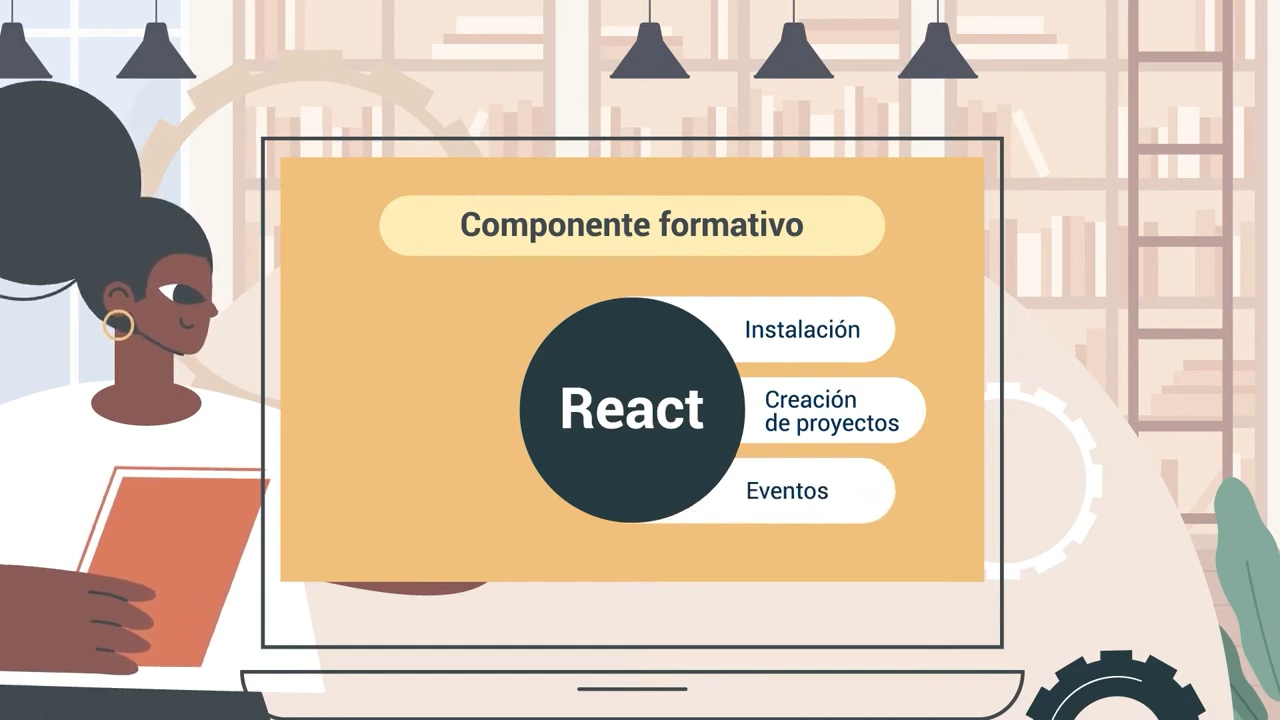 Componente formativo
React
Instalación
Creación
de proyectos
Eventos